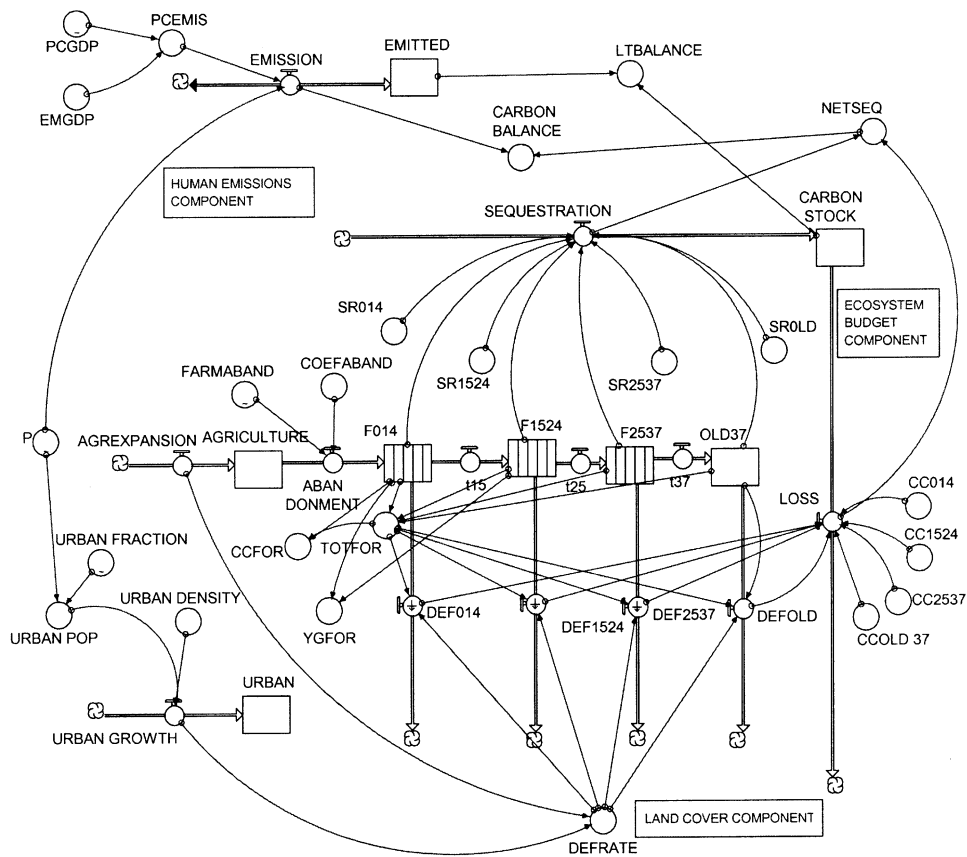 PCEMIS
PCGDP
EMISSION
EMITTED
LTBALANCE
EMGDP
CARBON
BALANCE
NETSEQ
HUMAN EMISSIONS
COMPONENT
SEQUESTRATION
CARBON
STOCK
SR014
SR1524
SR2537
SR0LD
ECOSYSTEM
BUDGET
COMPONENT
FARMABAND
COEFABAND
P
AGREXPANSION
AGRICULTURE
F014
F1524
F2537
OLD37
ABAN
DONMENT
t15
t25
t37
LOSS
CC014
CC1524
CC2537
CCOLD 37
CCFOR
TOTFOR
URBAN FRACTION
URBAN DENSITY
URBAN POP
YGFOR
DEF014
DEF1524
DEF2537
DEFOLD
URBAN
URBAN GROWTH
LAND COVER COMPONENT
DEFRATE